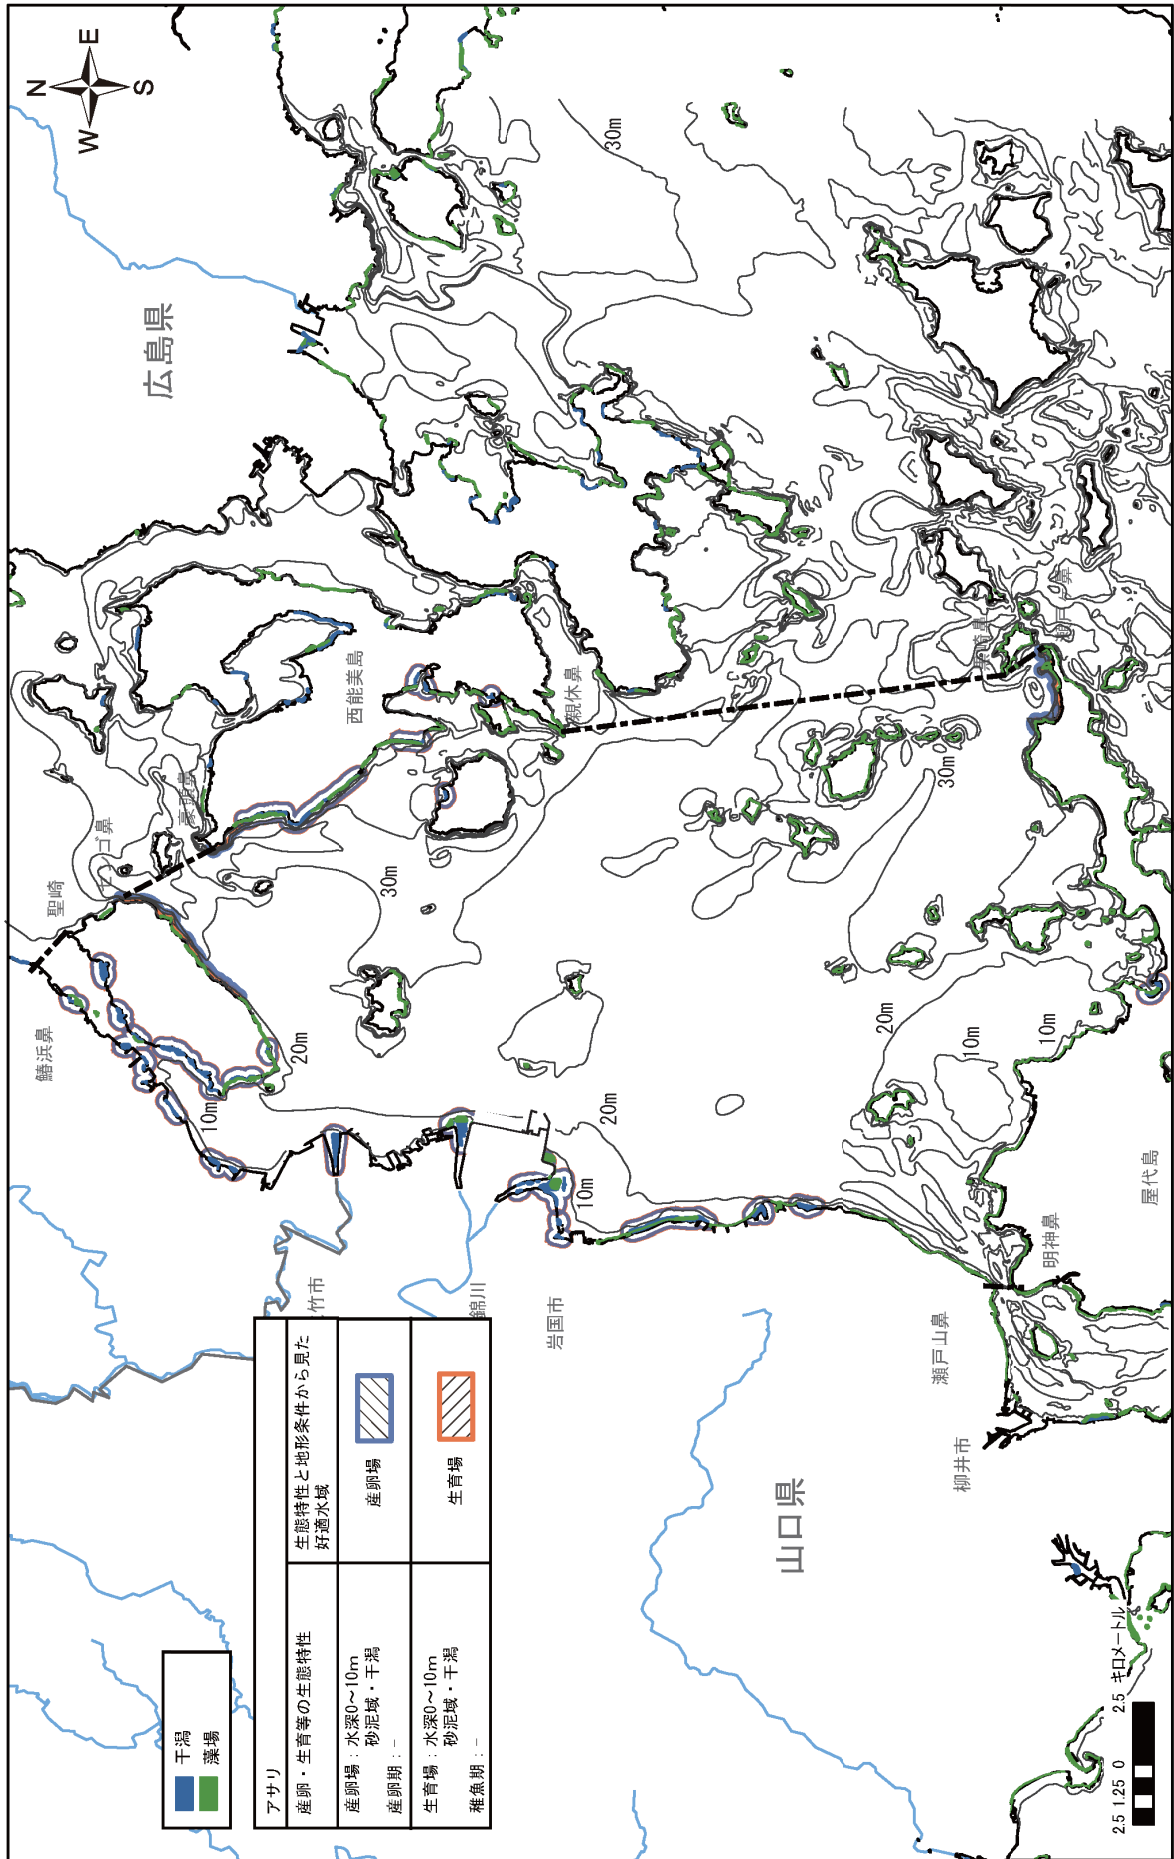 N
E
W
S
広島県
山口県
聖崎
鰆浜鼻
西能美島
親休鼻
竹市
錦川
岩国市
瀬戸山鼻
明神鼻
柳井市
屋代島
10m
20m
30m
20m
10m
30m
30m
20m
10m
10m
干潟
藻場
アサリ
産卵・生育等の生態特性
生態特性と地形条件から見た
好適水域
産卵場：水深0~10m
砂泥域・干潟
産卵期：-
産卵場
生育場：水深0~10m
砂泥域・干潟
稚魚期：-
生育場
2.5 1.25 0 2.5 キロメートル